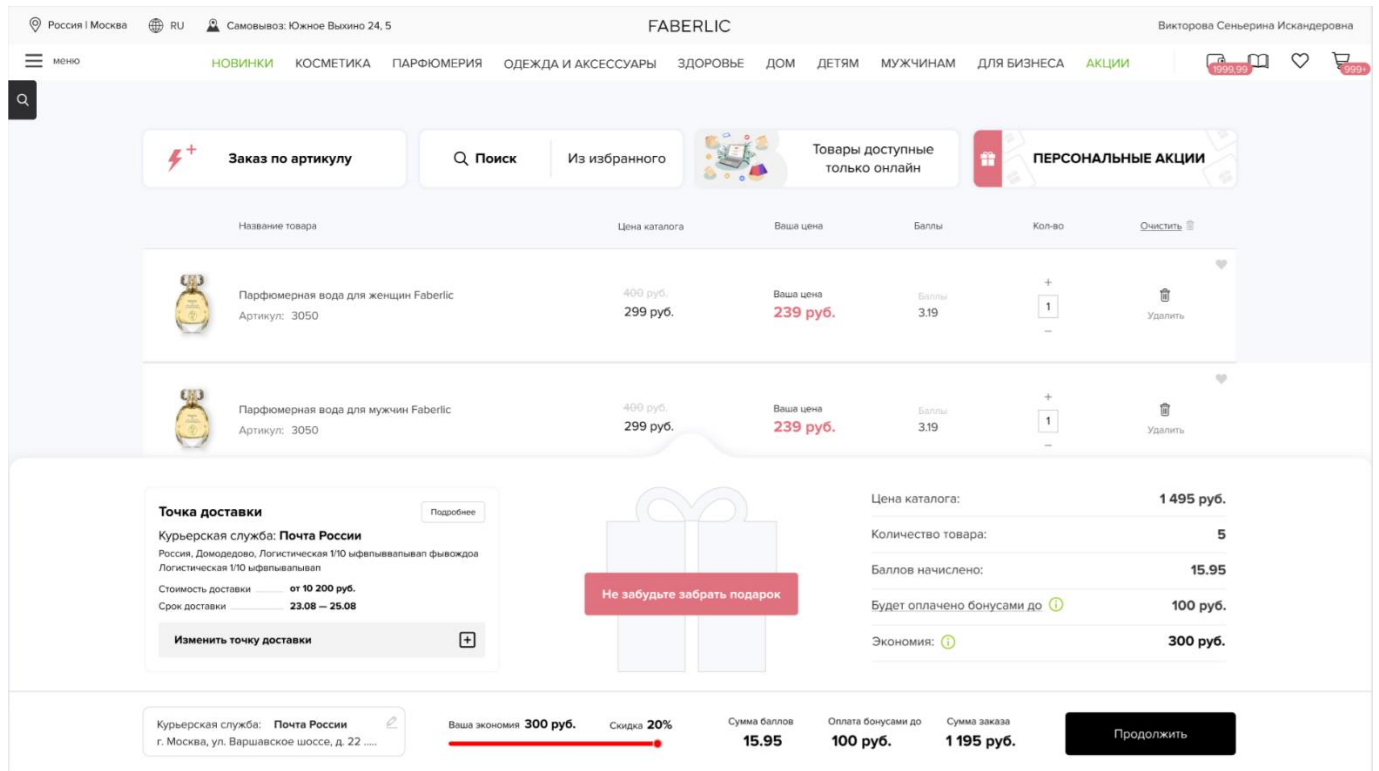 Россия | Москва RU Самовывоз: Южное Выхино 24, 5 FABERLIC Викторова Сеньерина Искандеровна
меню НОВИНКИ КОСМЕТИКА ПАРФЮМЕРИЯ ОДЕЖДА И АКСЕССУАРЫ ЗДОРОВЬЕ ДОМ ДЕТЯМ МУЖЧИНАМ ДЛЯ БИЗНЕСА АКЦИИ 1999,99 999+
Заказ по артикулу Поиск Из избранного Товары доступные только онлайн ПЕРСОНАЛЬНЫЕ АКЦИИ
Название товара Цена каталога Ваша цена Баллы Кол-во Очистить
Парфюмерная вода для женщин Faberlic 400 руб. Ваша цена Баллы +
Артикул: 3050 299 руб. 239 руб. 3.19 1 Удалить
–
Парфюмерная вода для мужчин Faberlic 400 руб. Ваша цена Баллы +
Артикул: 3050 299 руб. 239 руб. 3.19 1 Удалить
–
Точка доставки Подробнее
Курьерская служба: Почта России
Россия, Домодедово, Логистическая 1/10 ыфвпыввапывап фывождоа
Логистическая 1/10 ыфвпывапывап
Стоимость доставки от 10 200 руб.
Срок доставки 23.08 — 25.08
Изменить точку доставки
Не забудьте забрать подарок
Цена каталога: 1 495 руб.
Количество товара: 5
Баллов начислено: 15.95
Будет оплачено бонусами до 100 руб.
Экономия: 300 руб.
Курьерская служба: Почта России
г. Москва, ул. Варшавское шоссе, д. 22 .....
Ваша экономия 300 руб. Скидка 20%
Сумма баллов Оплата бонусами до Сумма заказа
15.95 100 руб. 1 195 руб.
Продолжить